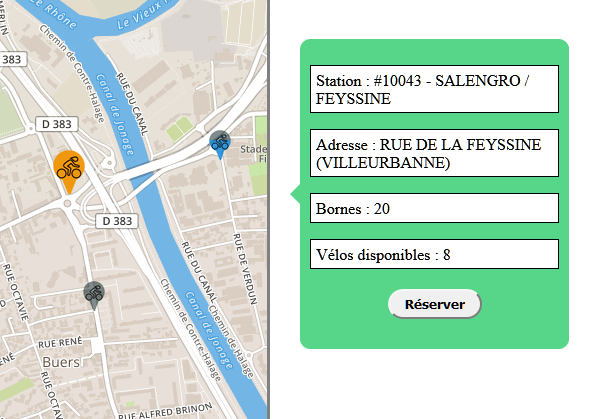 MERLIN
Le Rhône
Le Vieux
Chemin de Contre-Halage
383
RUE DU CANAL
Canal de Jonage
D 383
Stade
Fe
D 383
RUE OCTAVIE
RUE DE VERDUN
RUE DU CANAL
Chemin de Contre-Halage
Chemin de Contre-Halage
Canal de Jonage
RUE RENÉ
Buers
RUE OCTAVIE
RUE ALFRED BRINON
Station : #10043 - SALENGRO /
FEYSSINE
Adresse : RUE DE LA FEYSSINE
(VILLEURBANNE)
Bornes : 20
Vélos disponibles : 8
Réserver